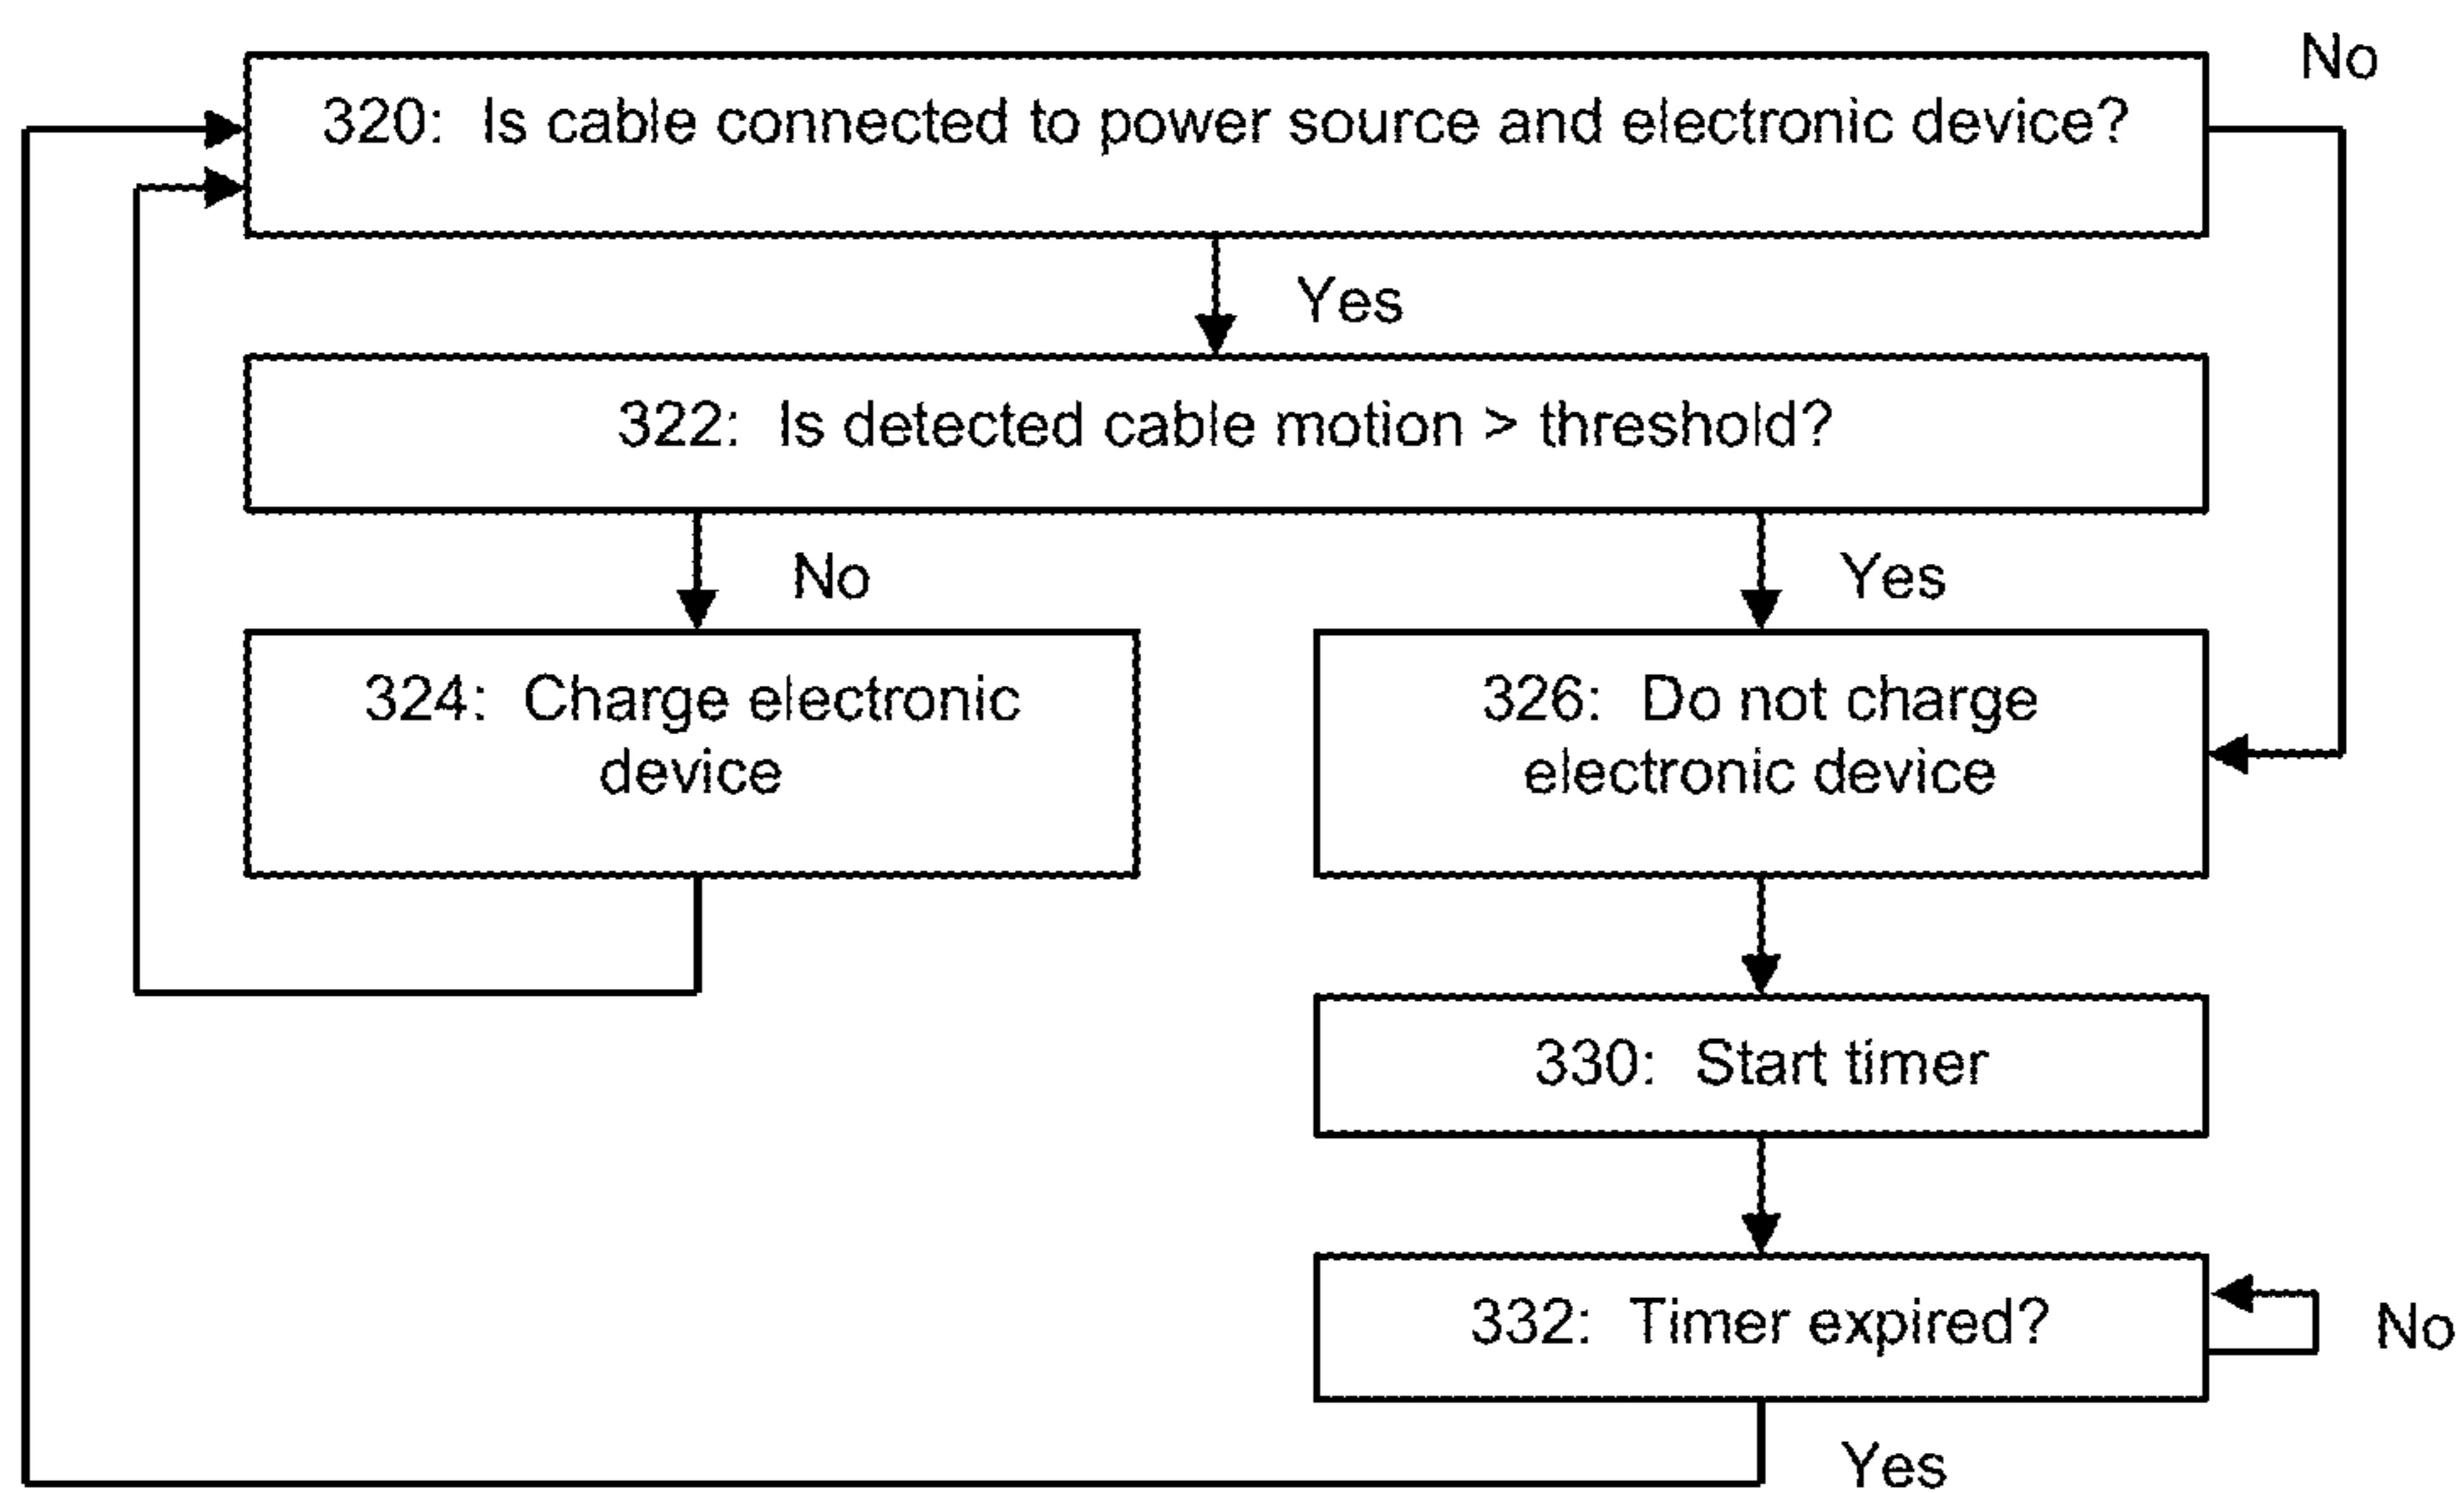 No
320: Is cable connected to power source and electronic device?
Yes
322: Is detected cable motion > threshold?
No
Yes
324: Charge electronic
device
326: Do not charge
electronic device
330: Start timer
332: Timer expired?
No
Yes